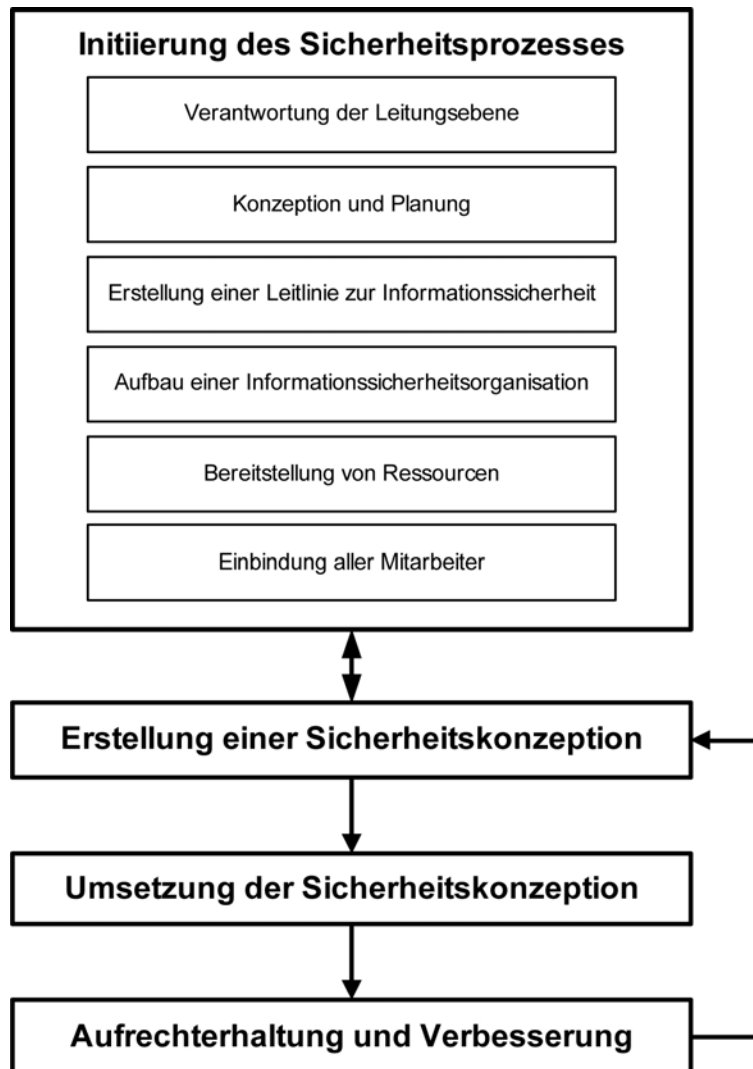 Initiierung des Sicherheitsprozesses
Verantwortung der Leitungsebene
Konzeption und Planung
Erstellung einer Leitlinie zur Informationssicherheit
Aufbau einer Informationssicherheitsorganisation
Bereitstellung von Ressourcen
Einbindung aller Mitarbeiter
Erstellung einer Sicherheitskonzeption
Umsetzung der Sicherheitskonzeption
Aufrechterhaltung und Verbesserung